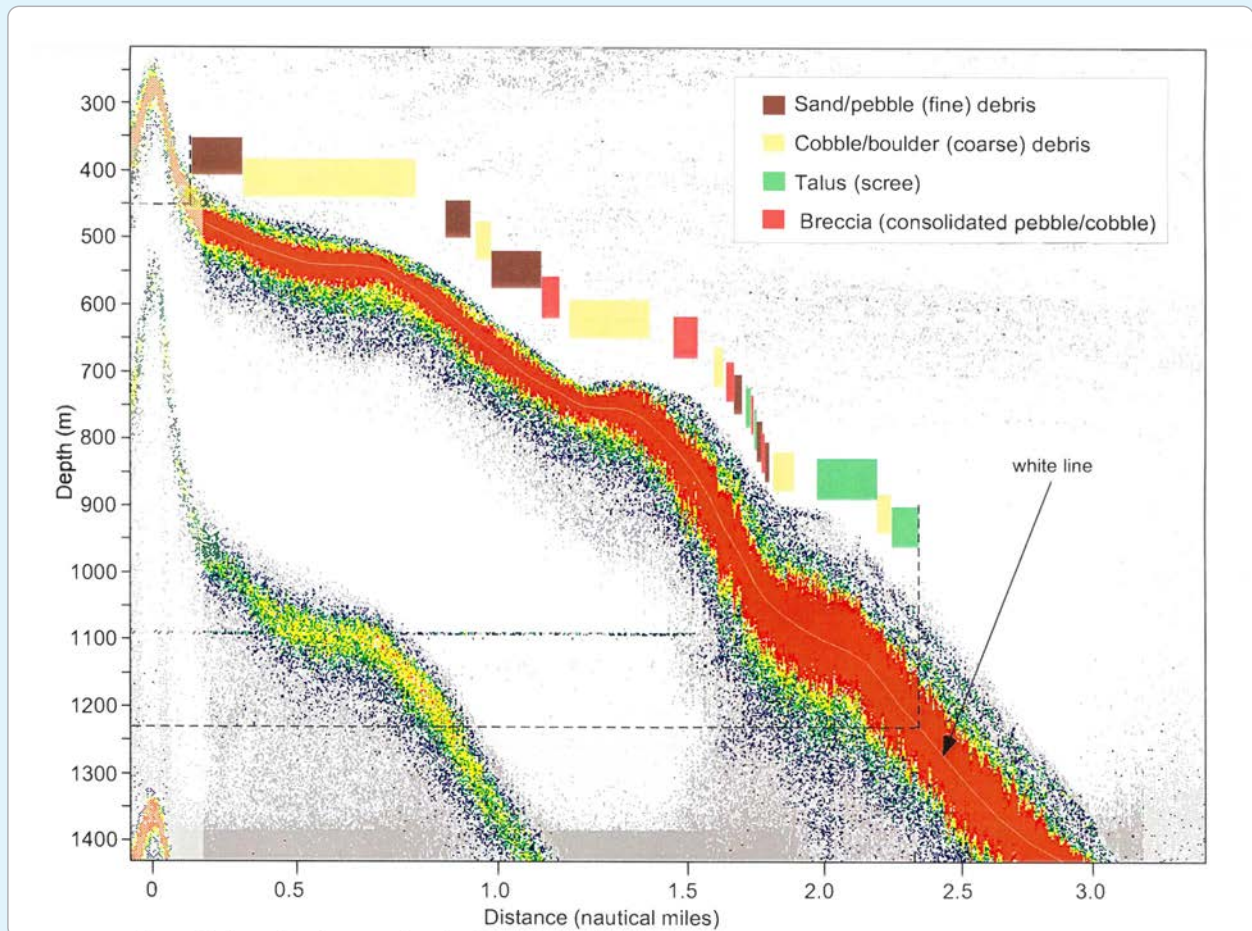 300
400
500
600
700
800
900
1000
1100
1200
1300
1400
Depth (m)
Sand/pebble (fine) debris
Cobble/boulder (coarse) debris
Talus (scree)
Breccia (consolidated pebble/cobble)
white line
0 0.5 1.0 1.5 2.0 2.5 3.0
Distance (nautical miles)